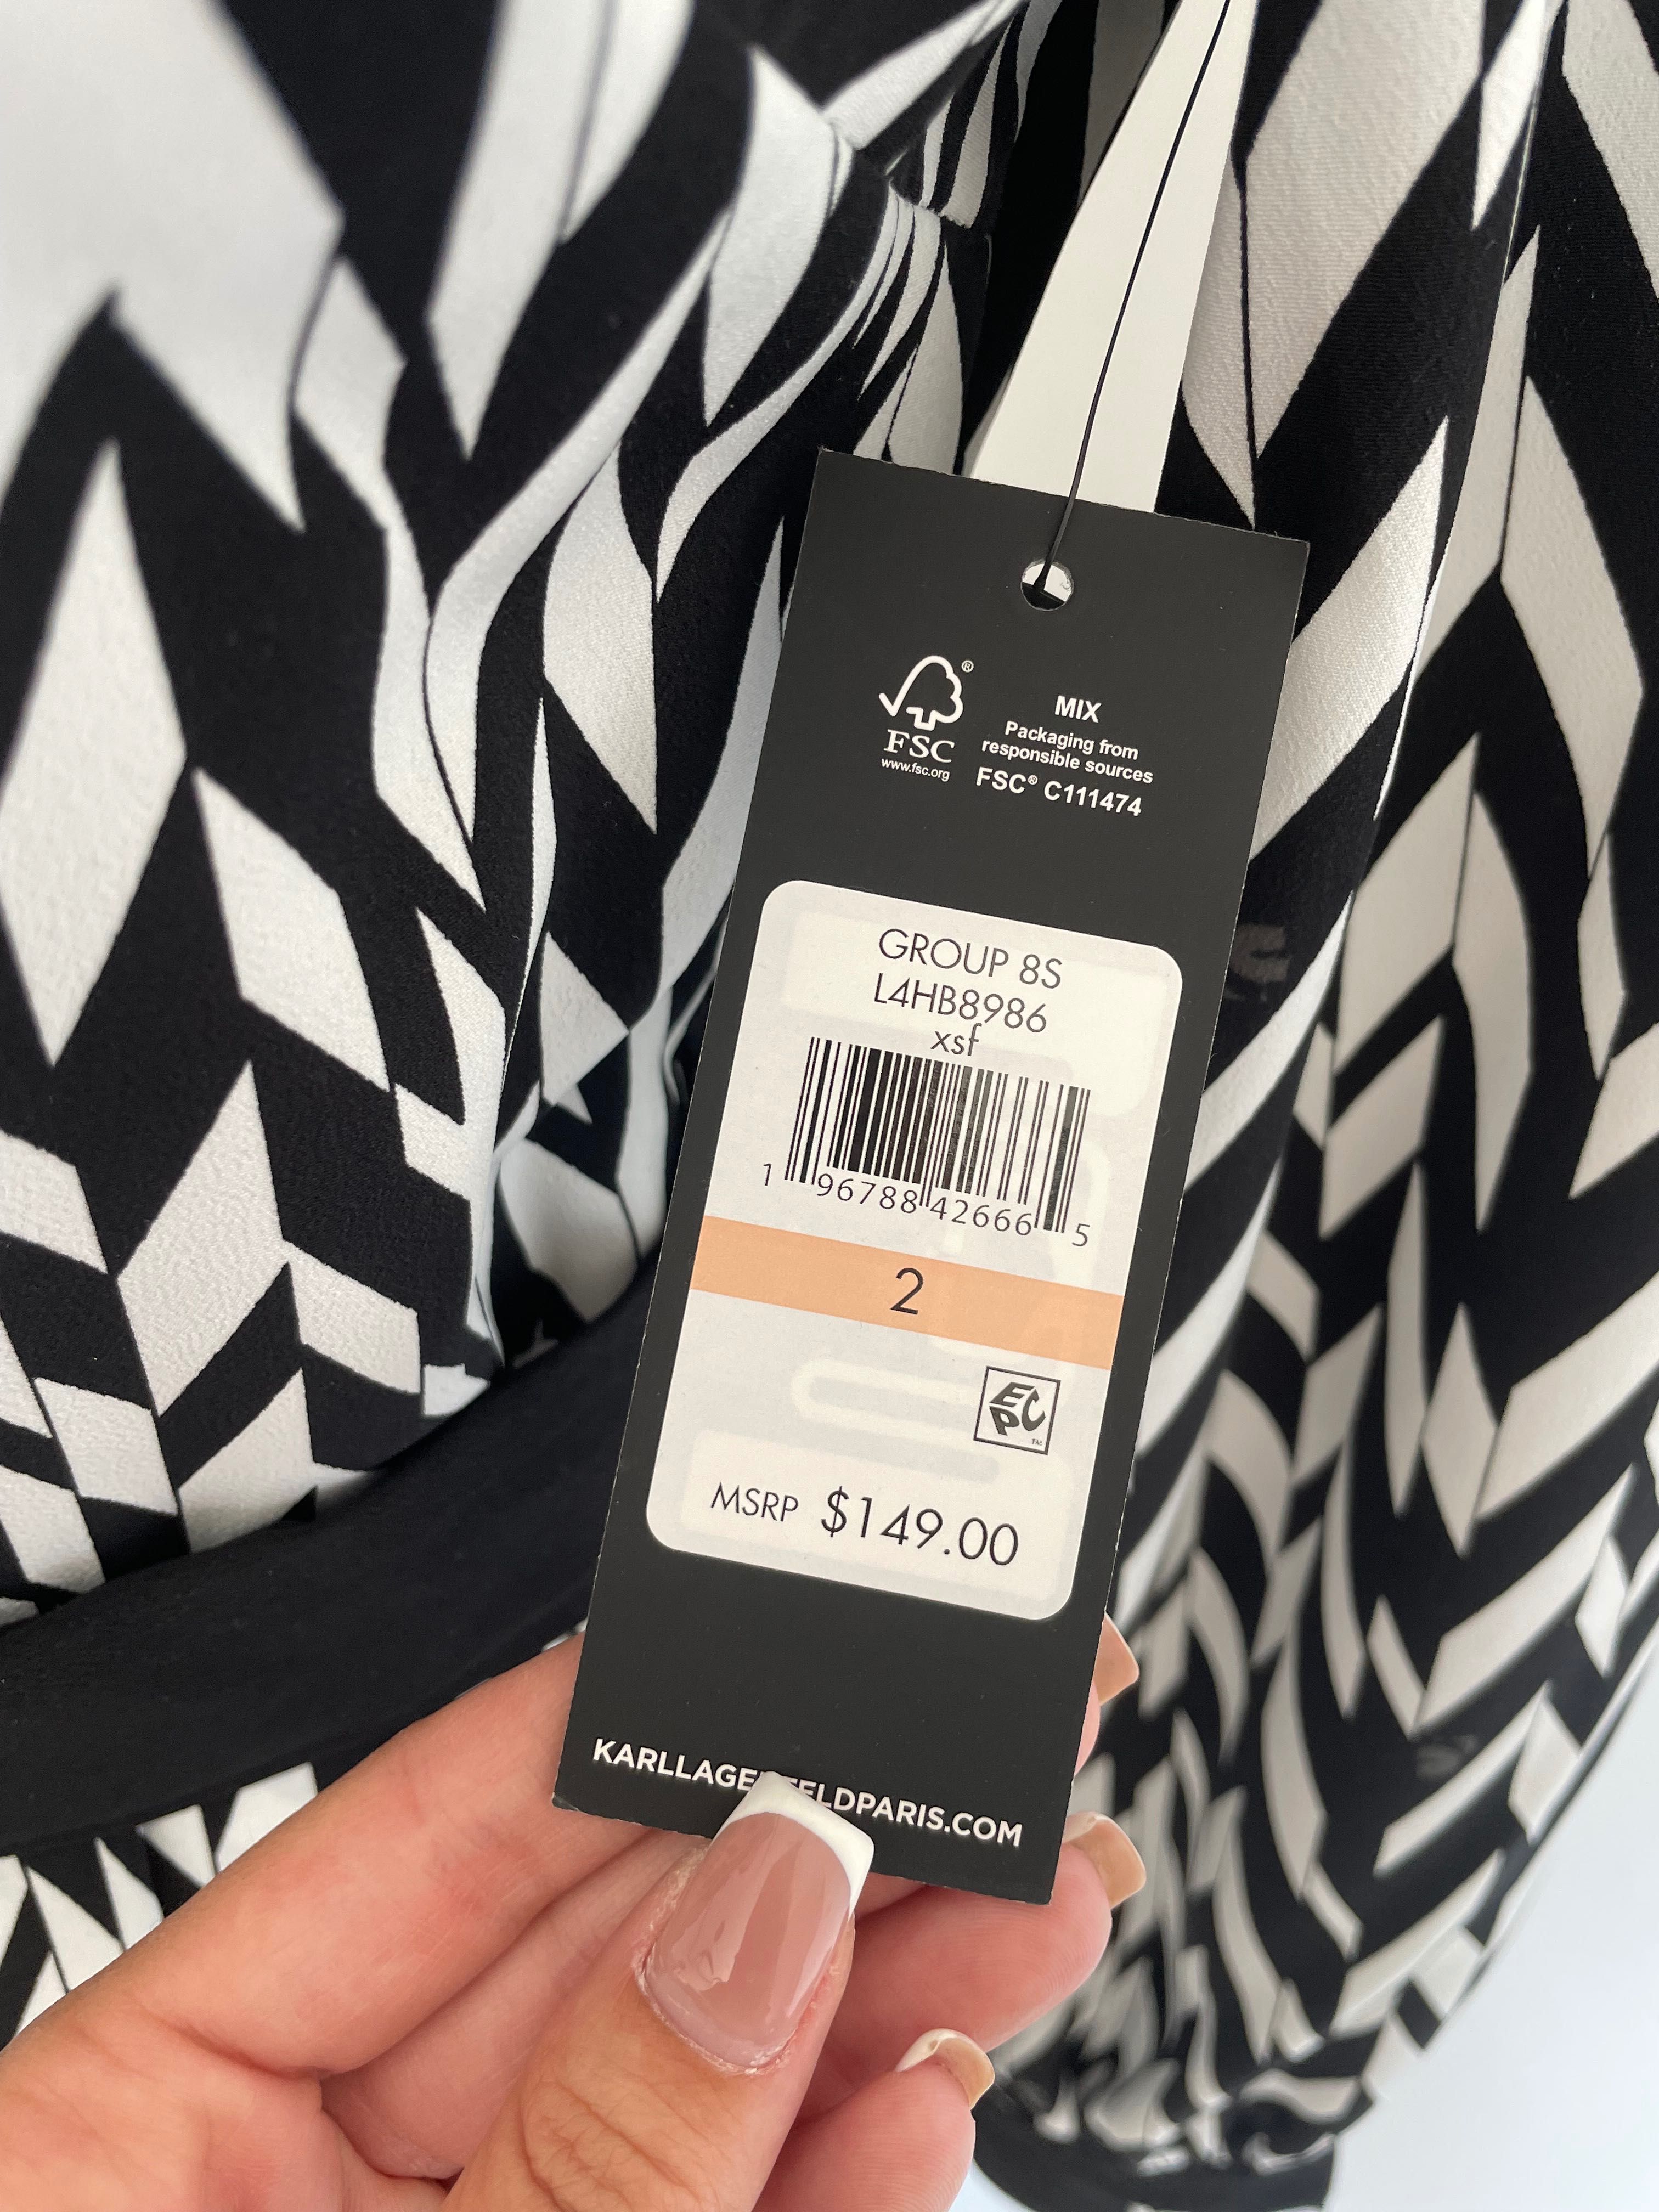 FSC®
www.fsc.org
MIX
Packaging from
responsible sources
FSC® C111474
GROUP 8S
L4HB8986
xsf
1 96788 42666 5
2
EPC™
MSRP $149.00